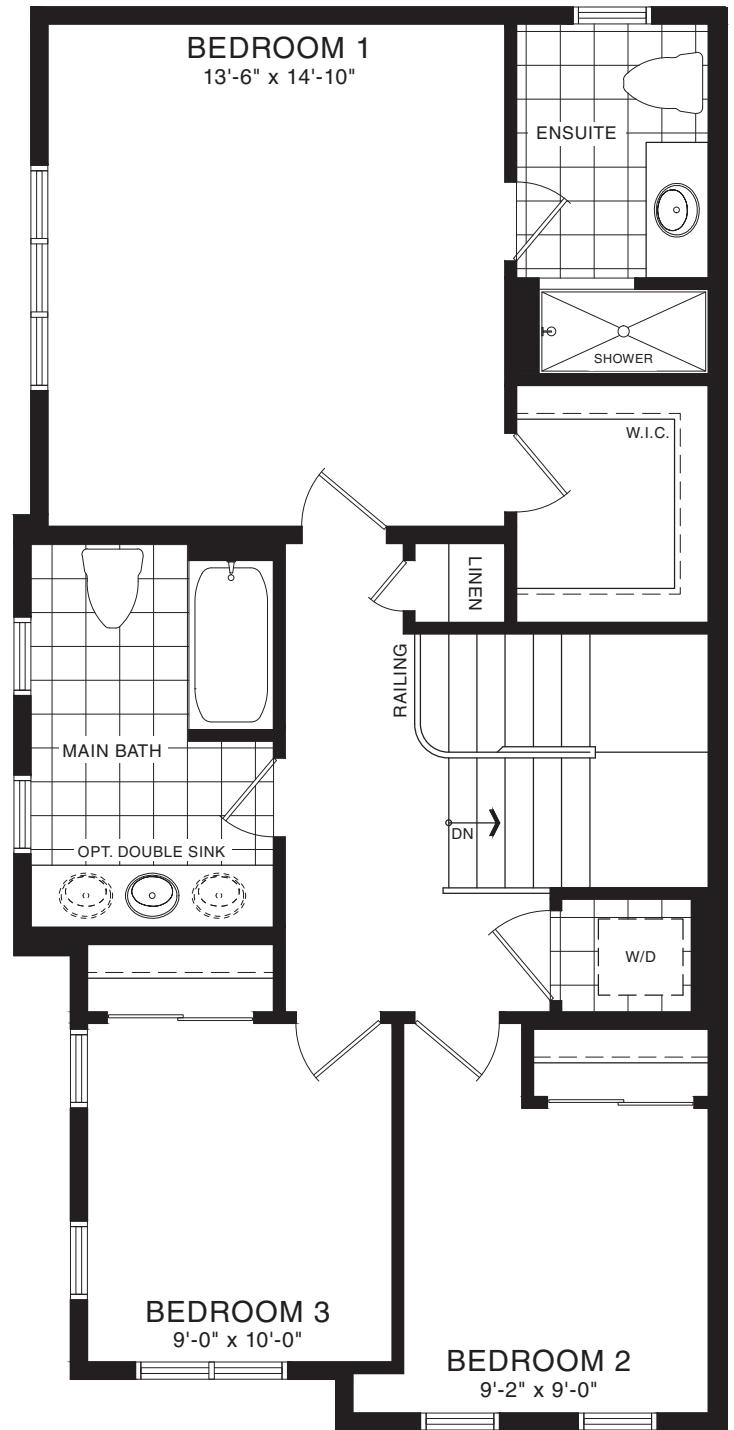 BEDROOM 1
13'-6" x 14'-10"
ENSUITE
SHOWER
W.I.C.
LINEN
RAILING
MAIN BATH
DN
OPT. DOUBLE SINK
W/D
BEDROOM 3
9'-0" x 10'-0"
BEDROOM 2
9'-2" x 9'-0"